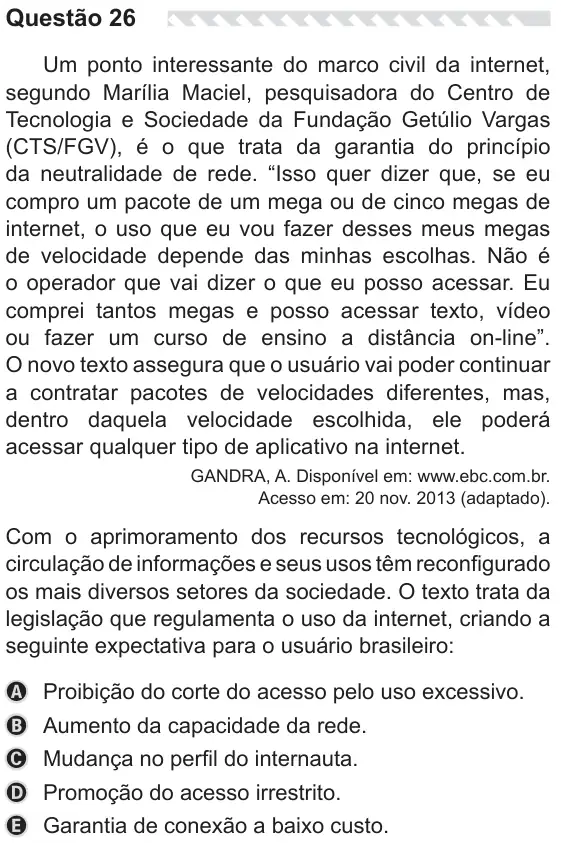 Questão 26
Um ponto interessante do marco civil da internet,
segundo Marília Maciel, pesquisadora do Centro de
Tecnologia e Sociedade da Fundação Getúlio Vargas
(CTS/FGV), é o que trata da garantia do princípio
da neutralidade de rede. “Isso quer dizer que, se eu
compro um pacote de um mega ou de cinco megas de
internet, o uso que eu vou fazer desses meus megas
de velocidade depende das minhas escolhas. Não é
o operador que vai dizer o que eu posso acessar. Eu
comprei tantos megas e posso acessar texto, vídeo
ou fazer um curso de ensino a distância on-line”.
O novo texto assegura que o usuário vai poder continuar
a contratar pacotes de velocidades diferentes, mas,
dentro daquela velocidade escolhida, ele poderá
acessar qualquer tipo de aplicativo na internet.
GANDRA, A. Disponível em: www.ebc.com.br.
Acesso em: 20 nov. 2013 (adaptado).
Com o aprimoramento dos recursos tecnológicos, a
circulação de informações e seus usos têm reconfigurado
os mais diversos setores da sociedade. O texto trata da
legislação que regulamenta o uso da internet, criando a
seguinte expectativa para o usuário brasileiro:
A Proibição do corte do acesso pelo uso excessivo.
B Aumento da capacidade da rede.
C Mudança no perfil do internauta.
D Promoção do acesso irrestrito.
E Garantia de conexão a baixo custo.